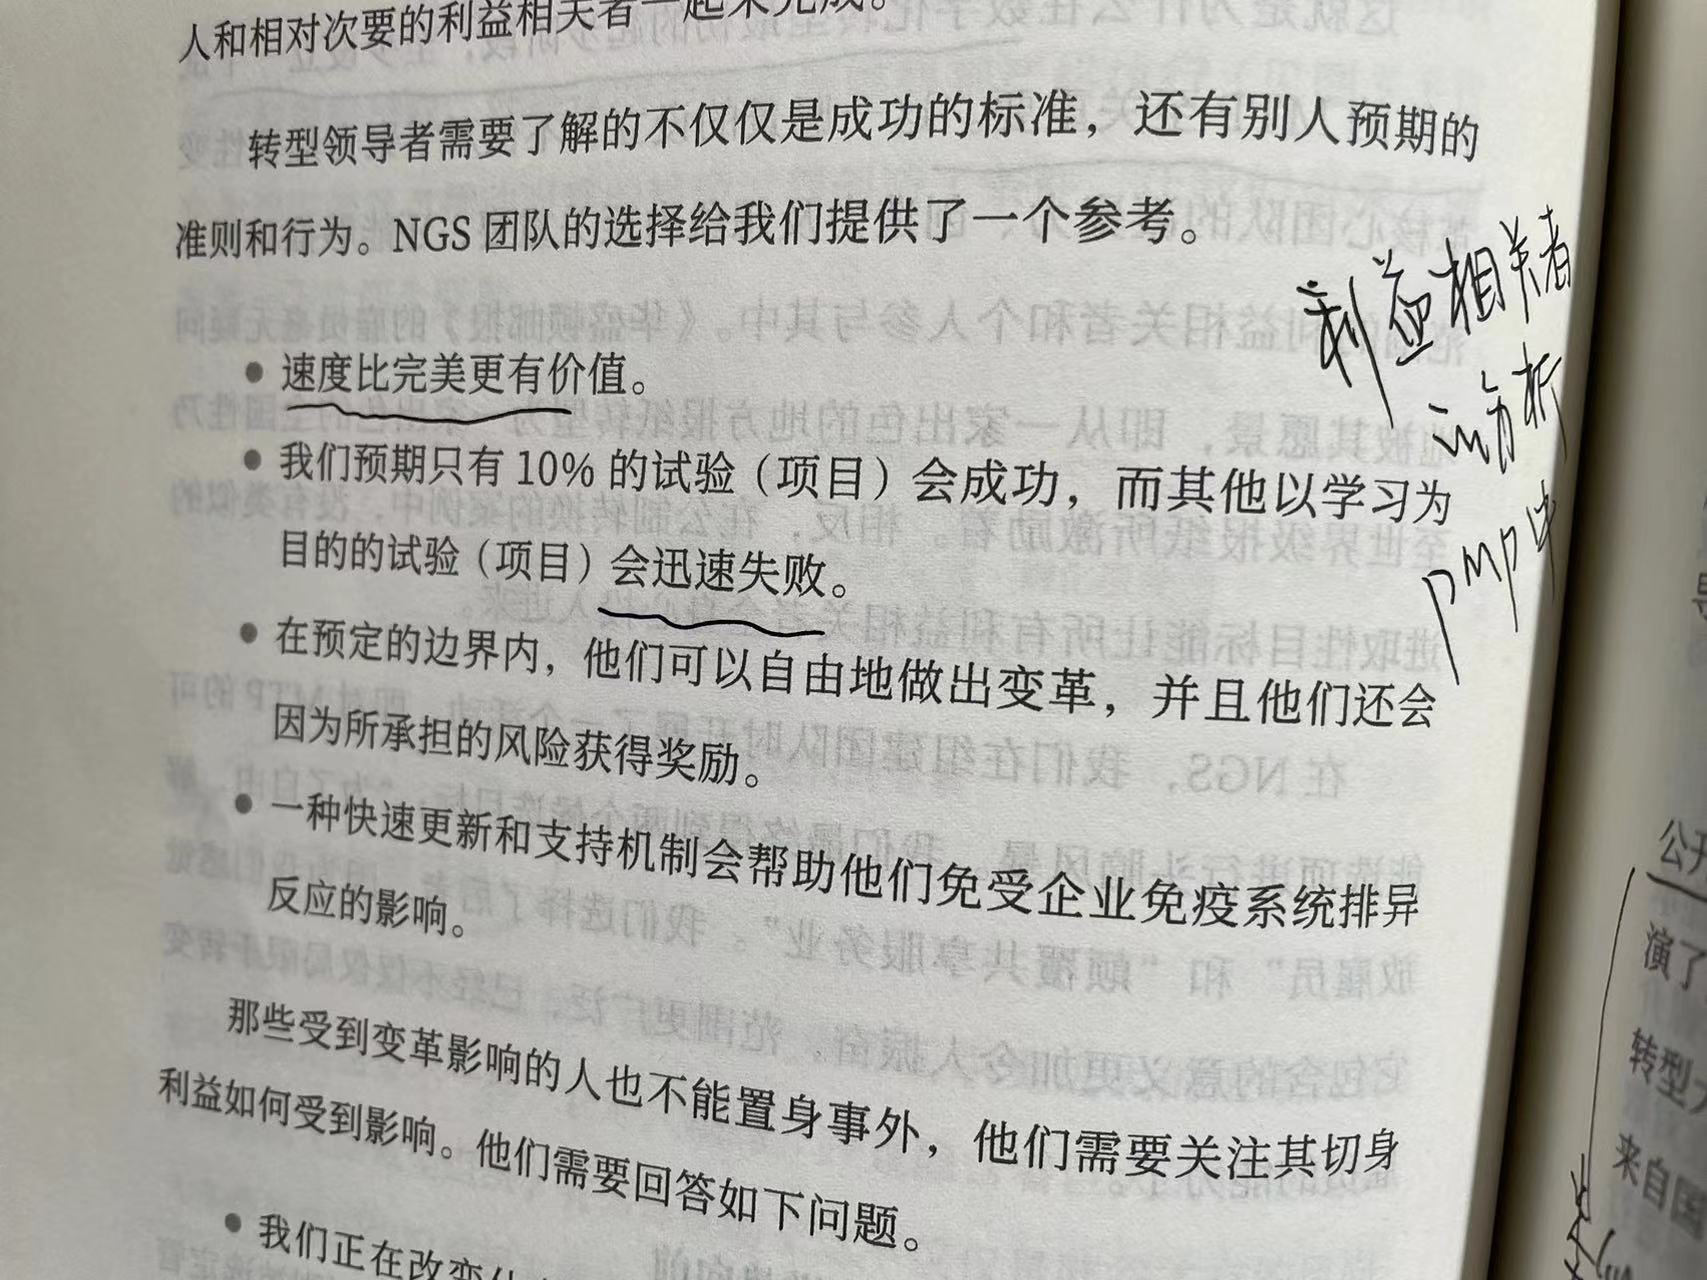 人和相对次要的利益相关者一起来完成。
转型领导者需要了解的不仅仅是成功的标准，还有别人预期的
准则和行为。NGS 团队的选择给我们提供了一个参考。
• 速度比完美更有价值。
• 我们预期只有 10% 的试验（项目）会成功，而其他以学习为
目的的试验（项目）会迅速失败。
• 在预定的边界内，他们可以自由地做出变革，并且他们还会
因为所承担的风险获得奖励。
• 一种快速更新和支持机制会帮助他们免受企业免疫系统排异
反应的影响。
那些受到变革影响的人也不能置身事外，他们需要关注其切身
利益如何受到影响。他们需要回答如下问题。
• 我们正在改变什
利益相关者
分析
PMP中
公开
演了
转型
来自国